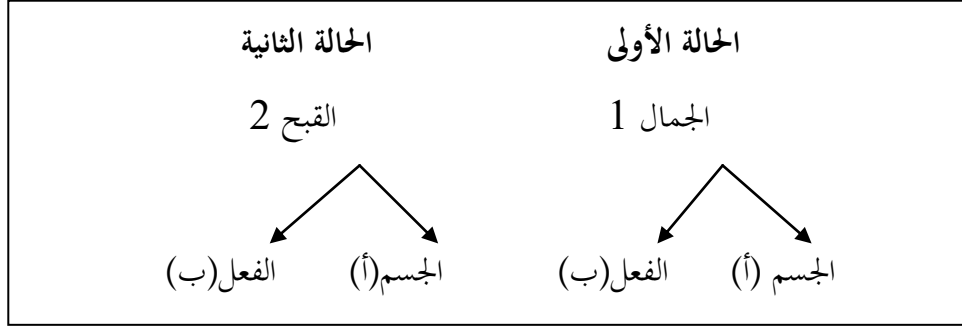 الحالة الأولى الحالة الثانية
الجمال 1 القبح 2
الجسم (أ) الفعل(ب) الجسم(أ) الفعل(ب)